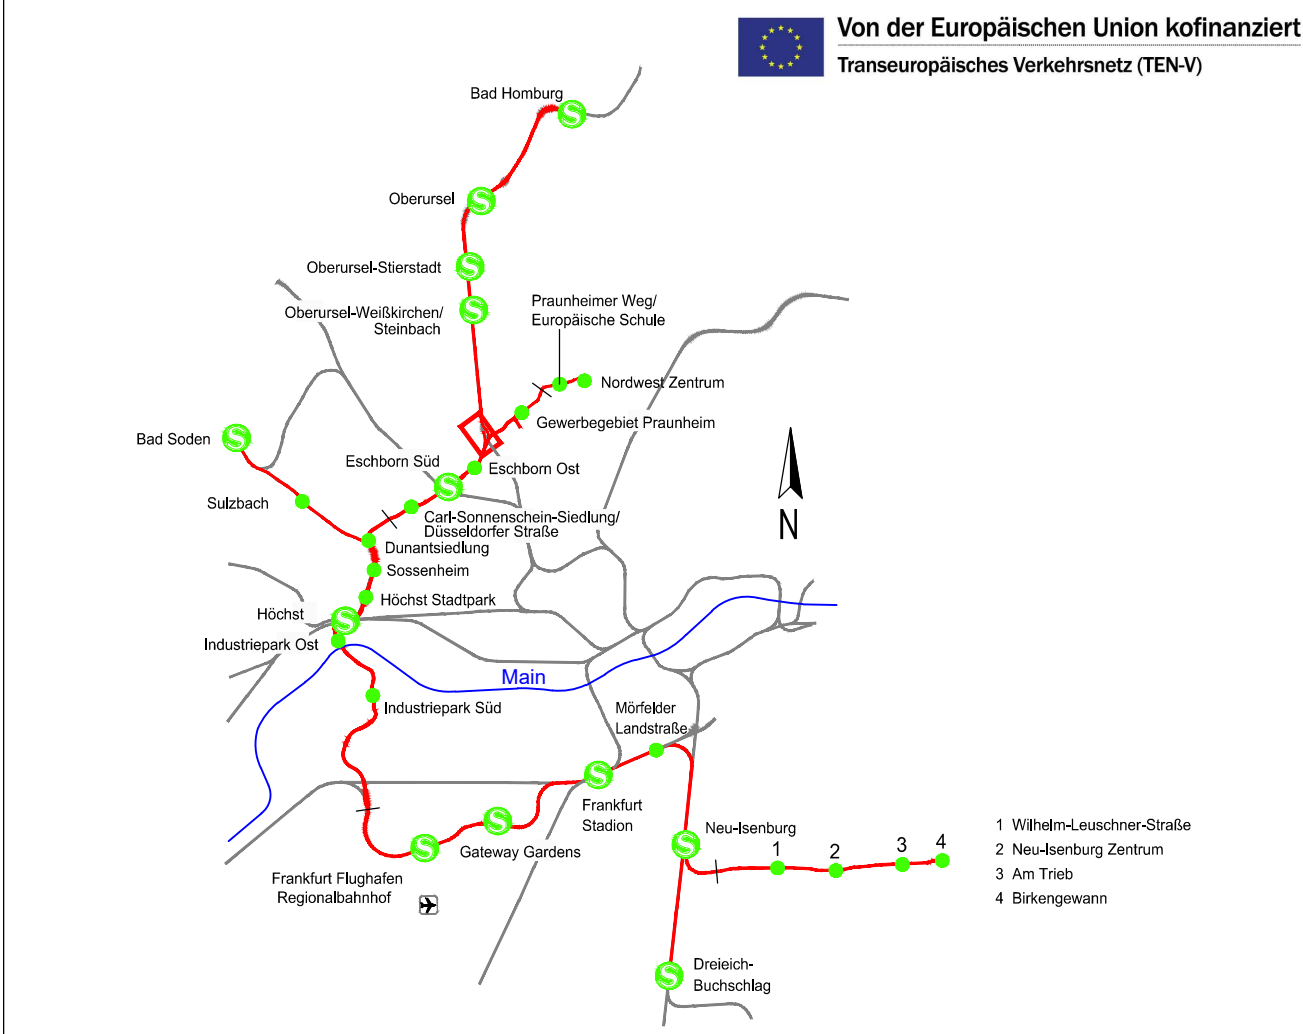 Von der Europäischen Union kofinanziert
Transeuropäisches Verkehrsnetz (TEN-V)
Bad Homburg
Oberursel
Oberursel-Stierstadt
Oberursel-Weißkirchen/
Steinbach
Praunheimer Weg/
Europäische Schule
Nordwest Zentrum
Gewerbegebiet Praunheim
Bad Soden
Eschborn Süd
Eschborn Ost
Sulzbach
Carl-Sonnenschein-Siedlung/
Düsseldorfer Straße
N
Dunantsiedlung
Sossenheim
Höchst Stadtpark
Höchst
Industriepark Ost
Main
Industriepark Süd
Mörfelder
Landstraße
Frankfurt
Stadion
Neu-Isenburg
Gateway Gardens
Frankfurt Flughafen
Regionalbahnhof
1
2
3
4
1 Wilhelm-Leuschner-Straße
2 Neu-Isenburg Zentrum
3 Am Trieb
4 Birkengewann
Dreieich-
Buchschlag